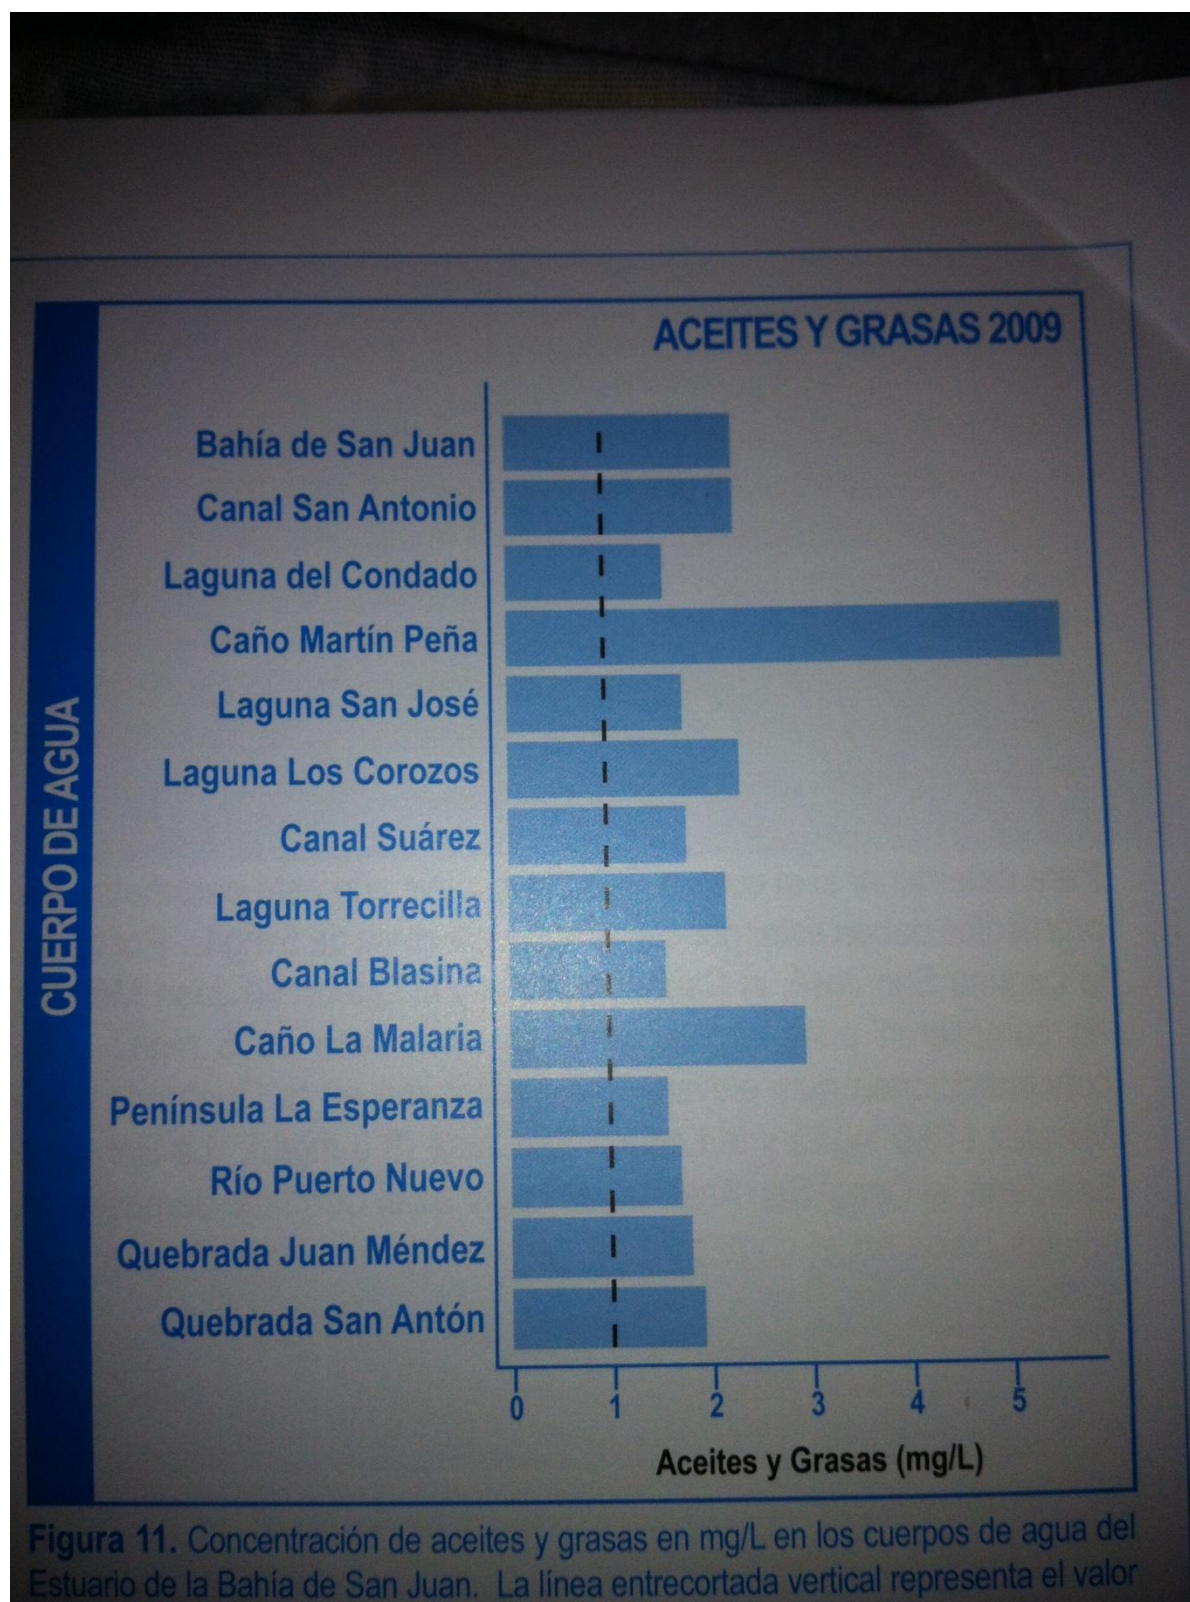 ACEITES Y GRASAS 2009
CUERPO DE AGUA
Bahía de San Juan
Canal San Antonio
Laguna del Condado
Caño Martín Peña
Laguna San José
Laguna Los Corozos
Canal Suárez
Laguna Torrecilla
Canal Blasina
Caño La Malaria
Península La Esperanza
Río Puerto Nuevo
Quebrada Juan Méndez
Quebrada San Antón
0 1 2 3 4 5
Aceites y Grasas (mg/L)
Figura 11. Concentración de aceites y grasas en mg/L en los cuerpos de agua del
Estuario de la Bahía de San Juan. La línea entrecortada vertical representa el valor